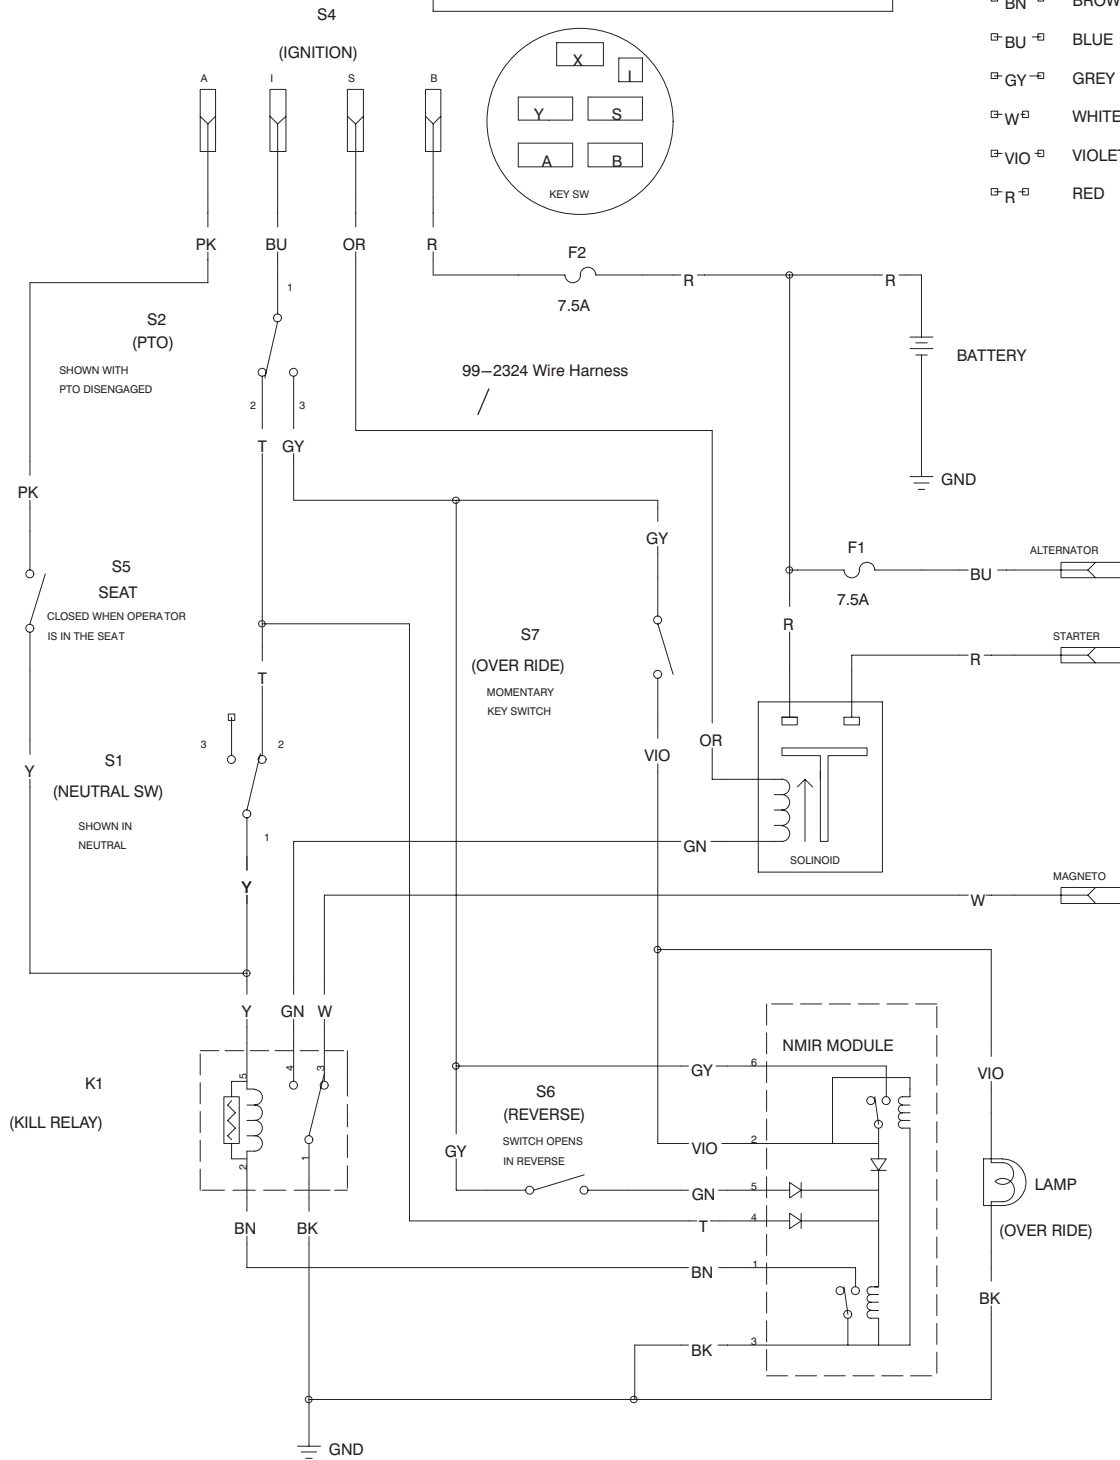 S4
(IGNITION)
A
I
S
B
X
I
Y
S
A
B
KEY SW
BN
BU BLUE
GY GREY
W WHITE
VIO
R RED
PK
BU
OR
R
F2
7.5A
R
R
1
S2
(PTO)
SHOWN WITH
PTO DISENGAGED
2
3
T
GY
99-2324 Wire Harness
BATTERY
GND
PK
GY
F1
7.5A
ALTERNATOR
BU
S5
SEAT
CLOSED WHEN OPERATOR
IS IN THE SEAT
S7
(OVER RIDE)
MOMENTARY
KEY SWITCH
R
STARTER
R
T
3
2
S1
(NEUTRAL SW)
SHOWN IN
NEUTRAL
1
Y
Y
VIO
OR
GN
SOLINOID
MAGNETO
W
Y
GN
W
K1
(KILL RELAY)
5
4
3
2
1
NMIR MODULE
GY
6
VIO
S6
(REVERSE)
SWITCH OPENS
IN REVERSE
GY
VIO
2
GN
5
T
4
LAMP
(OVER RIDE)
BN
BK
BN
1
BK
BK
3
GND